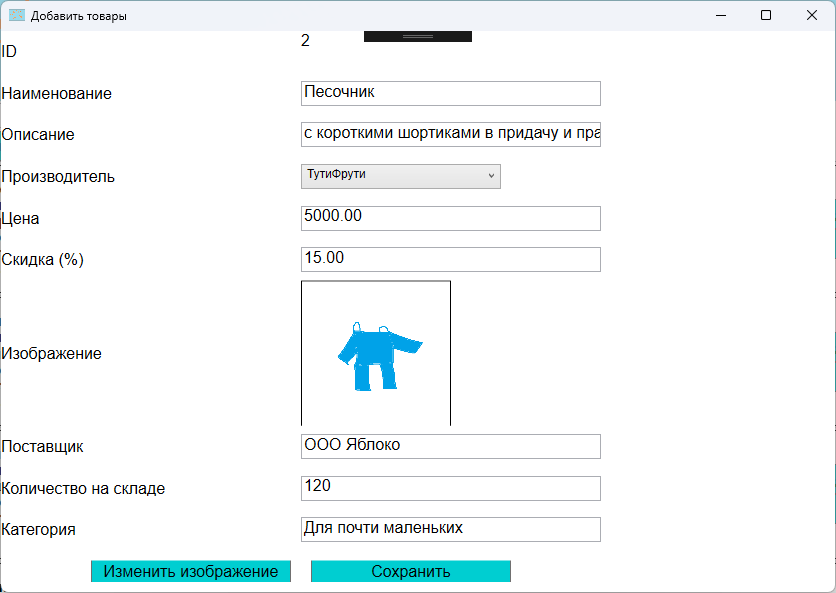 Добавить товары
ID
2
Наименование
Песочник
Описание
с короткими шортиками в придачу и пра
Производитель
ТутиФрути
Цена
5000.00
Скидка (%)
15.00
Изображение
Поставщик
ООО Яблоко
Количество на складе
120
Категория
Для почти маленьких
Изменить изображение
Сохранить